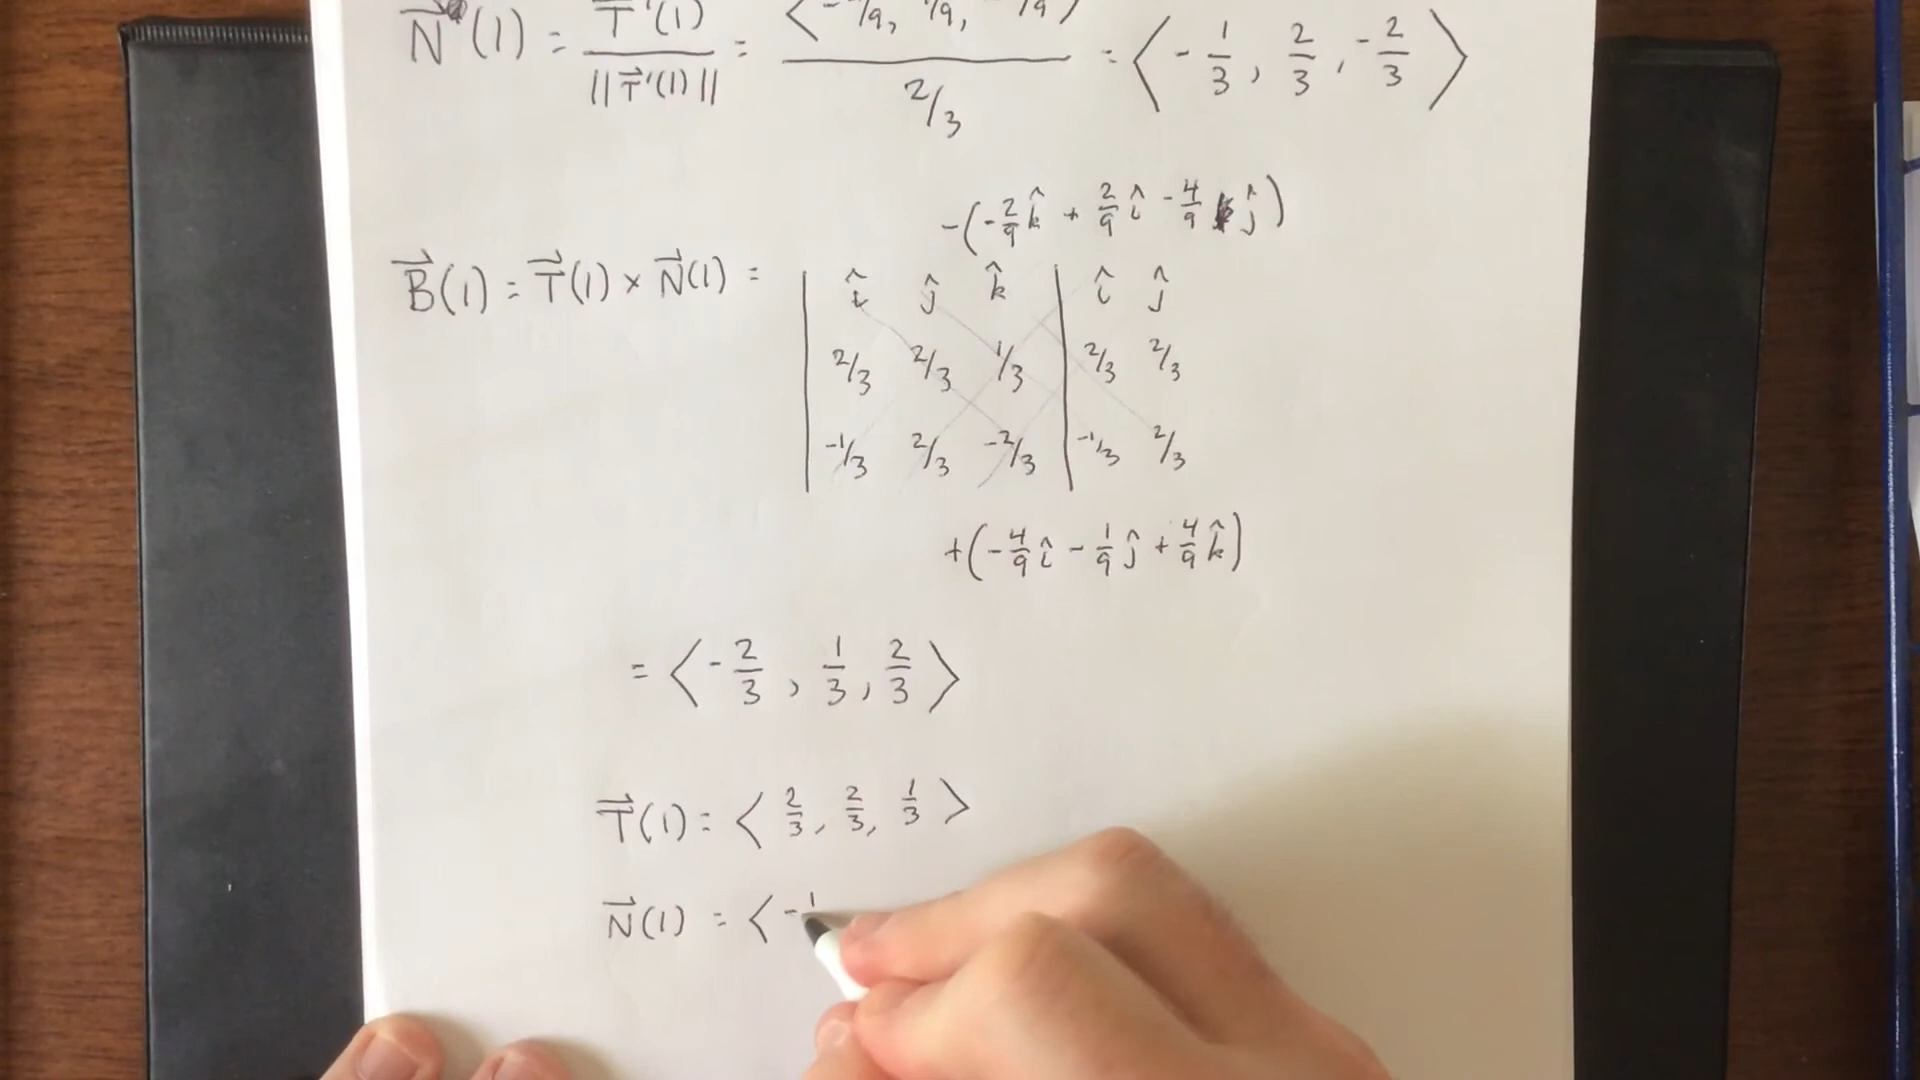 N(1) = T'(1) / ||T'(1)|| = / 2/3 = ⟨-1/3, 2/3, -2/3⟩
-(-2/9 k̂ + 2/9 î - 4/9 ĵ)
B(1) = T(1) × N(1) = | î ĵ k̂ | î ĵ
2/3 2/3 1/3 | 2/3 2/3
-1/3 2/3 -2/3 | -1/3 2/3
+(-4/9 î - 1/9 ĵ + 4/9 k̂)
= ⟨-2/3, 1/3, 2/3⟩
T(1) = ⟨2/3, 2/3, 1/3⟩
N(1) = ⟨-1